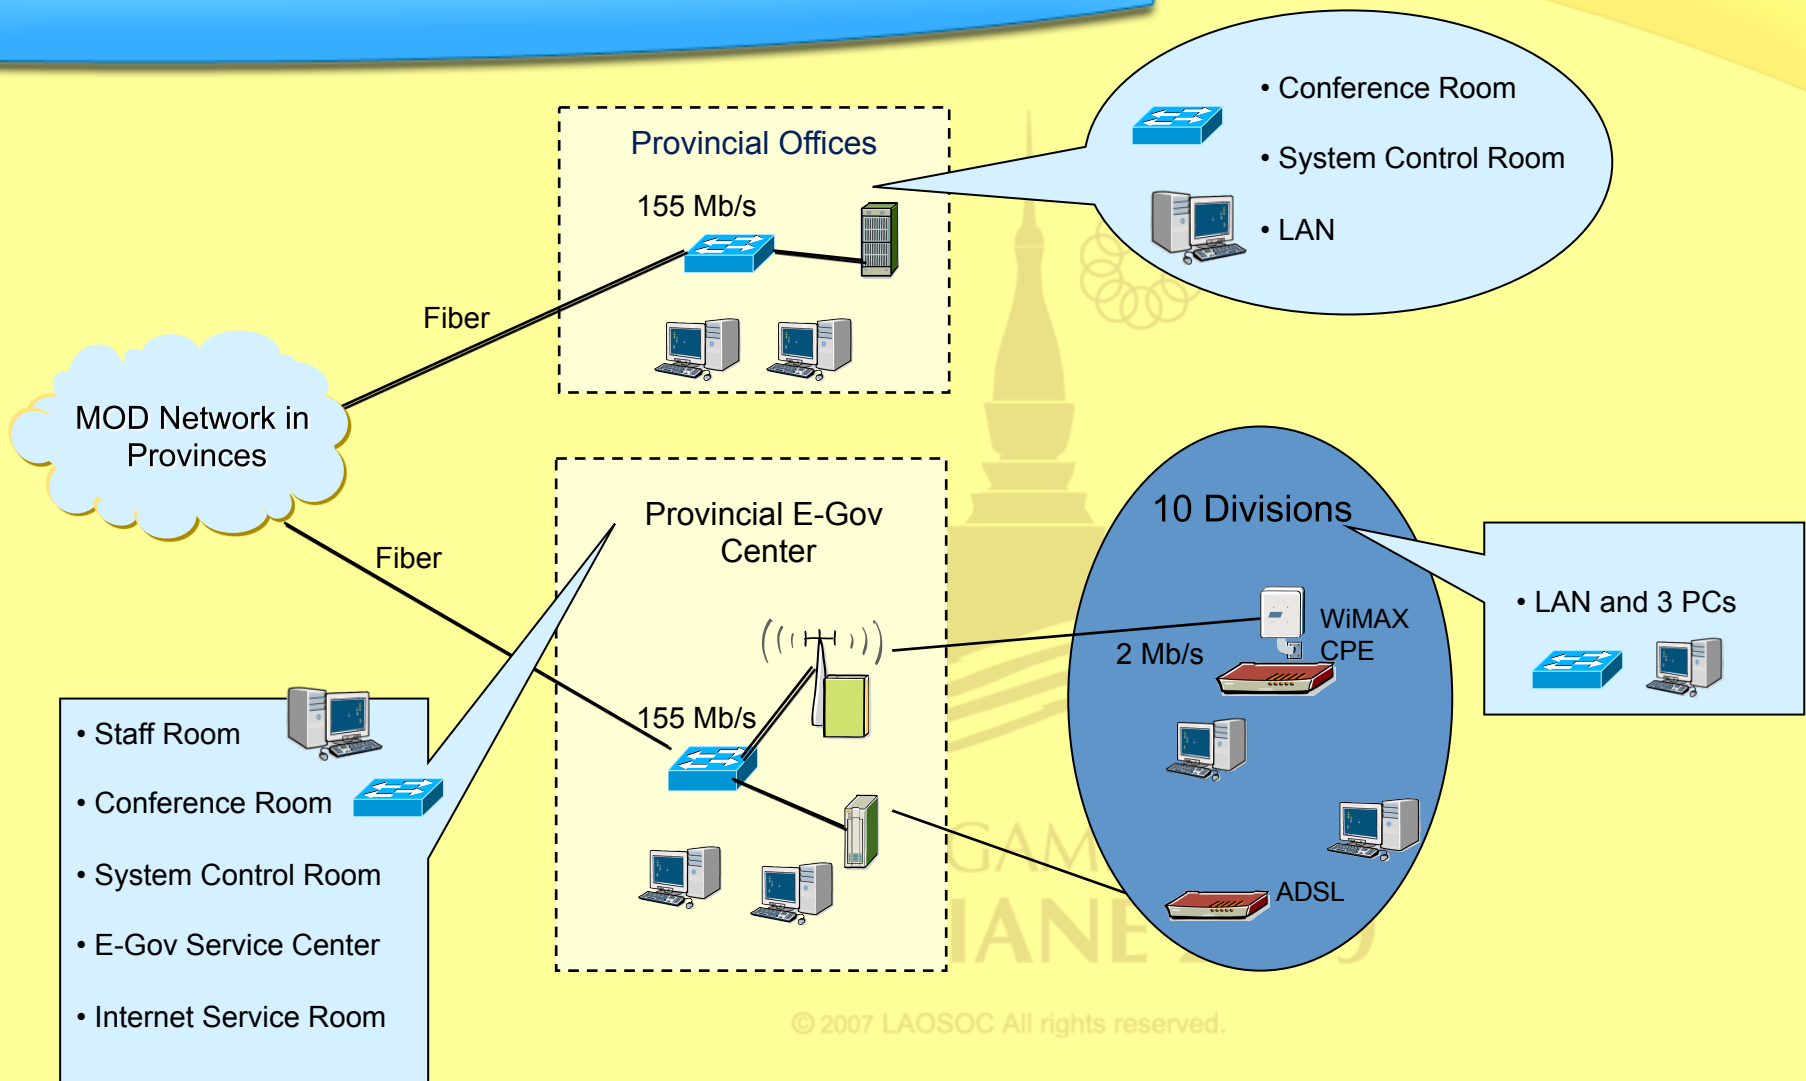 Provincial Offices
155 Mb/s
Fiber
• Conference Room
• System Control Room
• LAN
MOD Network in
Provinces
Fiber
Provincial E-Gov
Center
155 Mb/s
10 Divisions
WiMAX
CPE
2 Mb/s
ADSL
• LAN and 3 PCs
• Staff Room
• Conference Room
• System Control Room
• E-Gov Service Center
• Internet Service Room
© 2007 LAOSOC All rights reserved.